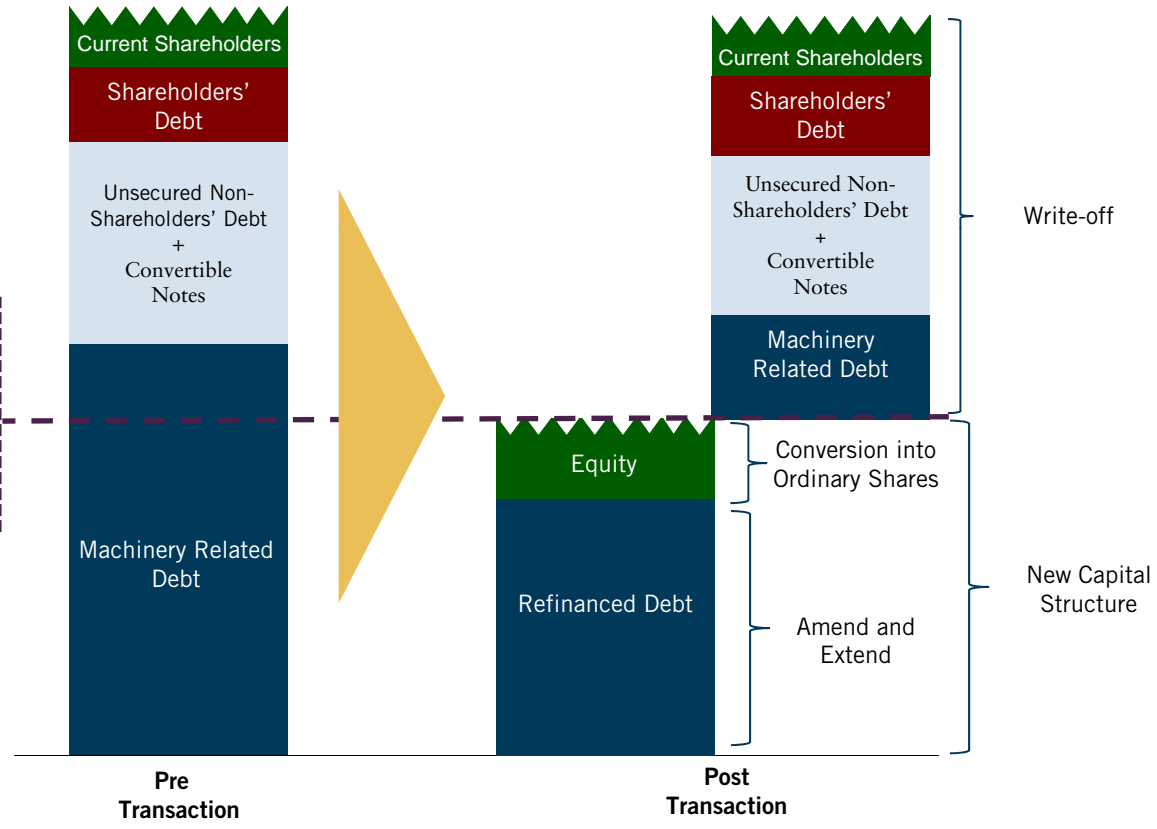 Current Shareholders
Shareholders'
Debt
Unsecured Non-
Shareholders' Debt
+
Convertible
Notes
Machinery Related
Debt
Pre
Transaction
Current Shareholders
Shareholders'
Debt
Unsecured Non-
Shareholders' Debt
+
Convertible
Notes
Machinery
Related Debt
Write-off
Equity
Conversion into
Ordinary Shares
Refinanced Debt
Amend and
Extend
New Capital
Structure
Post
Transaction